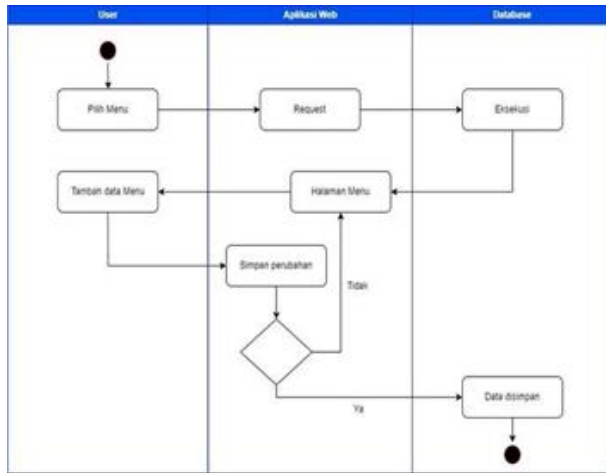 User
Aplikasi Web
Database
Pilih Menu
Request
Eksekusi
Tambah data Menu
Halaman Menu
Simpan perubahan
Tidak
Ya
Data disimpan